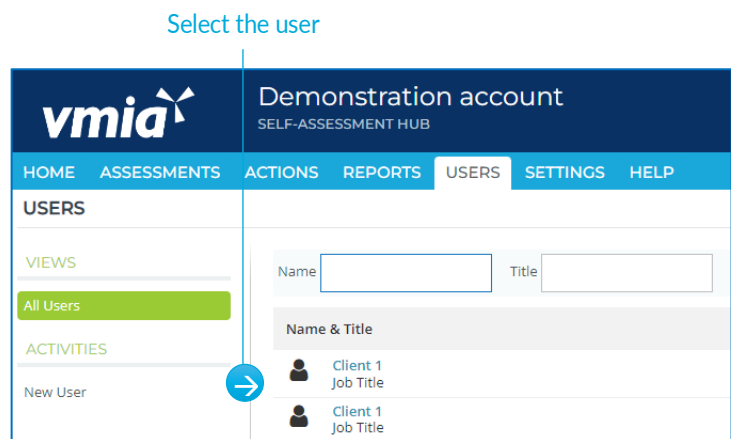 Select the user
vmia
Demonstration account
SELF-ASSESSMENT HUB
HOME ASSESSMENTS ACTIONS REPORTS USERS SETTINGS HELP
USERS
VIEWS
All Users
ACTIVITIES
New User
Name Title
Name & Title
Client 1
Job Title
Client 1
Job Title